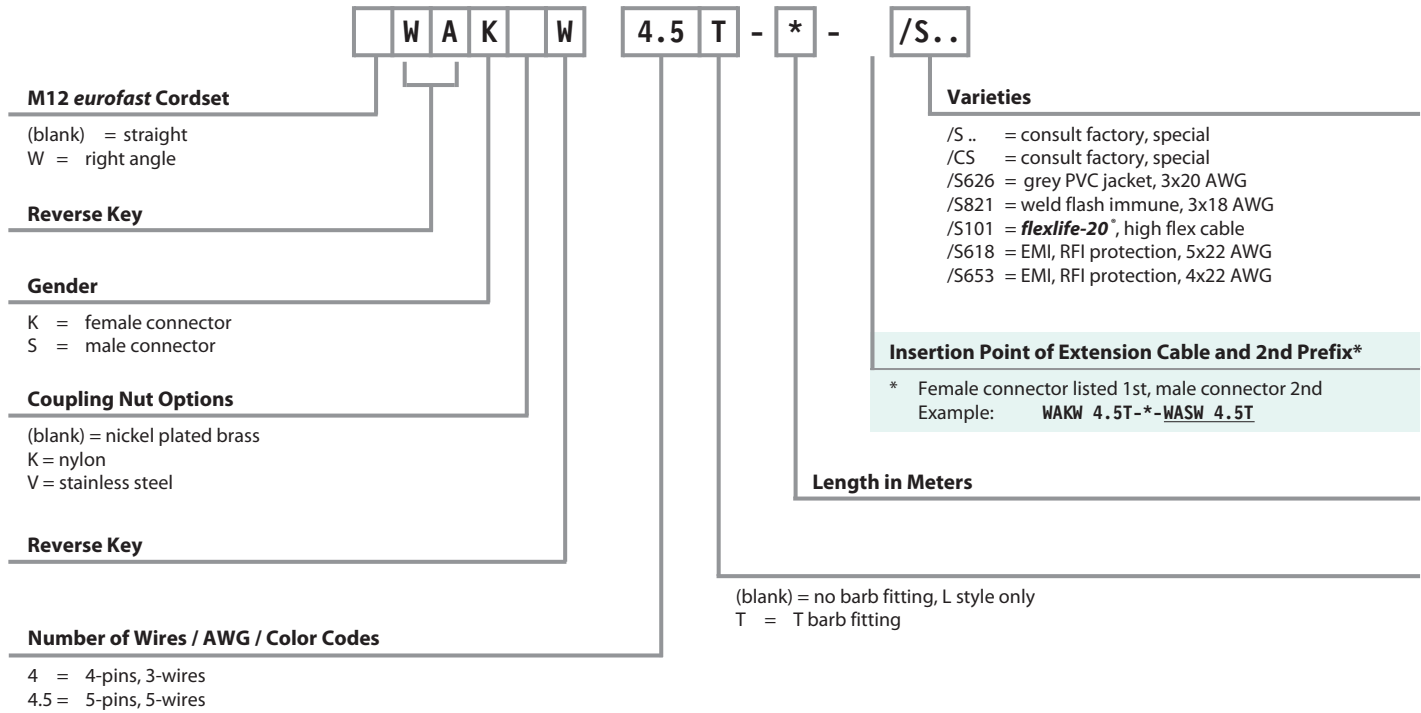 WAK W 4.5 T - * - /S..
M12 eurofast Cordset
(blank) = straight
W = right angle
Reverse Key
Gender
K = female connector
S = male connector
Coupling Nut Options
(blank) = nickel plated brass
K = nylon
V = stainless steel
Reverse Key
Number of Wires / AWG / Color Codes
4 = 4-pins, 3-wires
4.5 = 5-pins, 5-wires
Varieties
/S .. = consult factory, special
/CS = consult factory, special
/S626 = grey PVC jacket, 3x20 AWG
/S821 = weld flash immune, 3x18 AWG
/S101 = flexlife-20®, high flex cable
/S618 = EMI, RFI protection, 5x22 AWG
/S653 = EMI, RFI protection, 4x22 AWG
Insertion Point of Extension Cable and 2nd Prefix*
* Female connector listed 1st, male connector 2nd
Example: WAKW 4.5T-*-WASW 4.5T
Length in Meters
(blank) = no barb fitting, L style only
T = T barb fitting